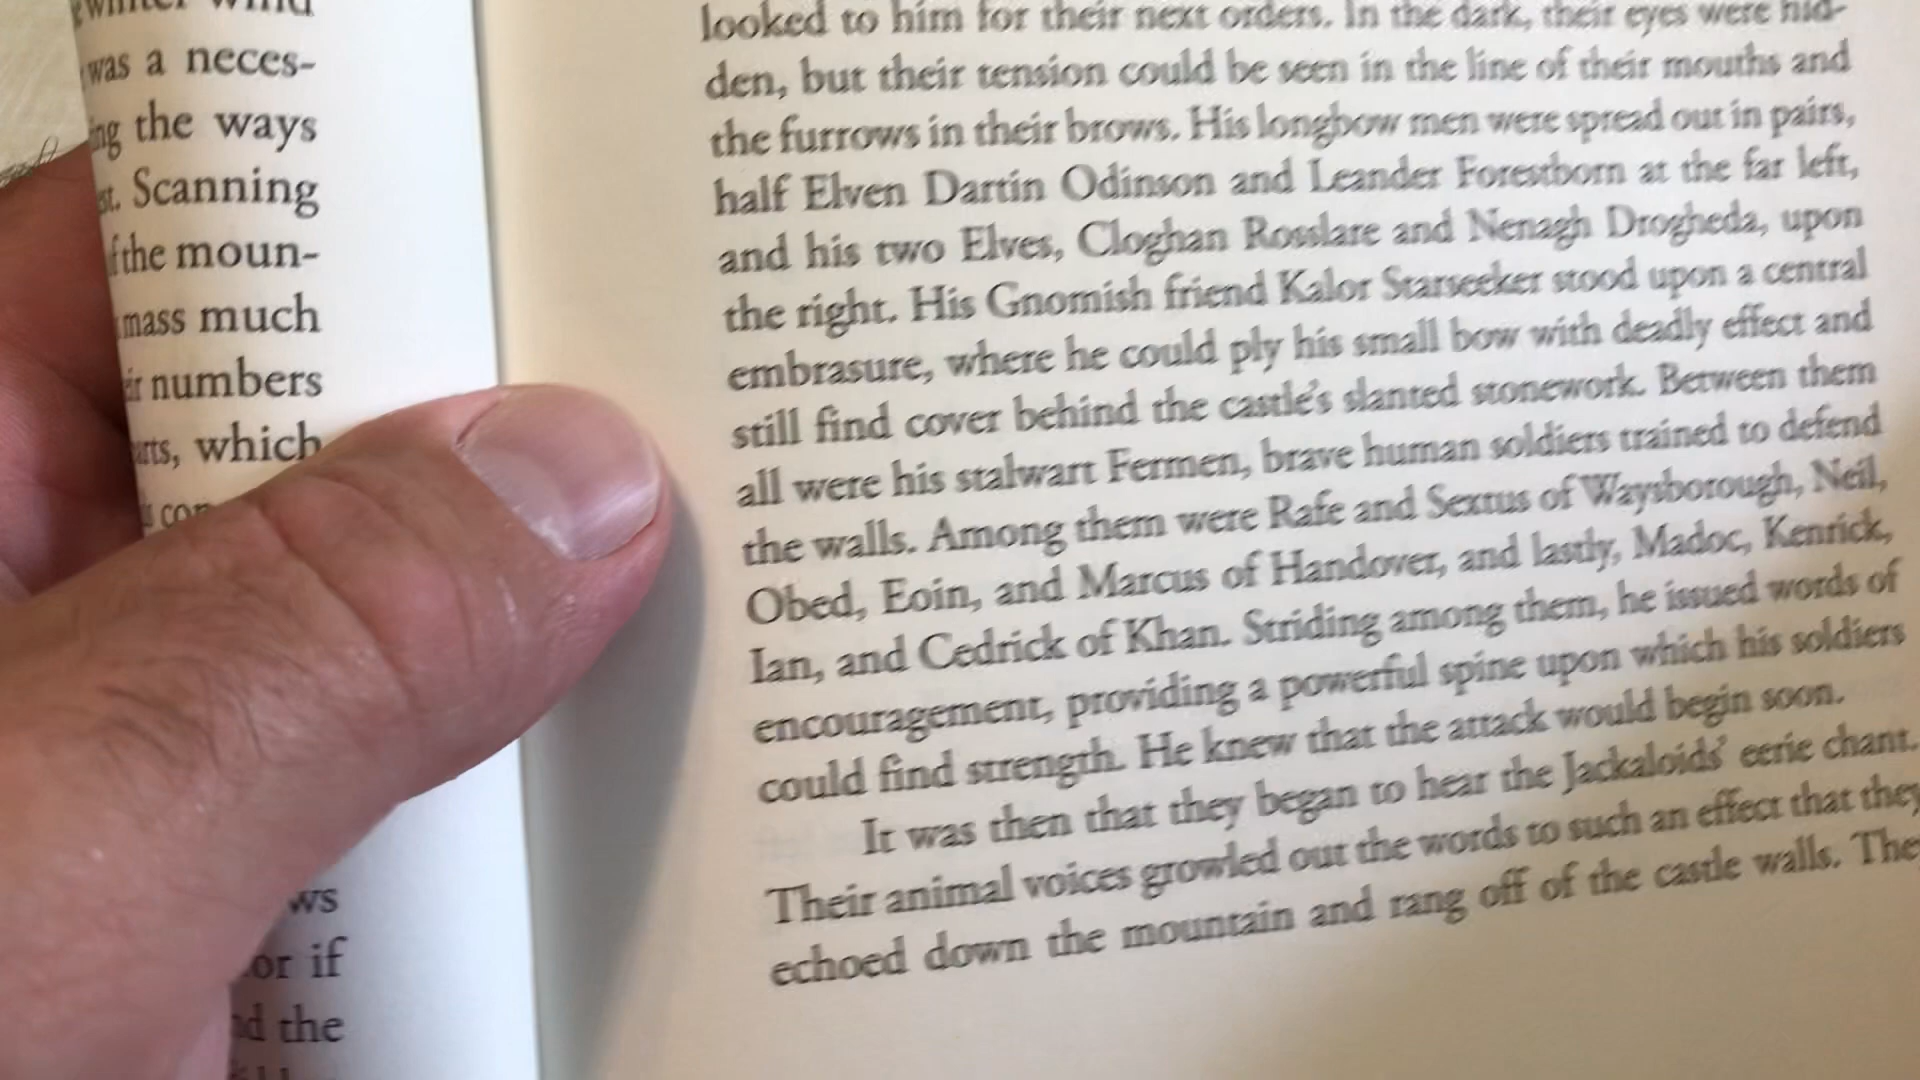 was a neces-
the ways
Scanning
the moun-
mass much
numbers
which
ws
or if
the
looked to him for their next orders. In the dark, their eyes were hid-
den, but their tension could be seen in the line of their mouths and
the furrows in their brows. His longbow men were spread out in pairs,
half Elven Dartin Odinson and Leander Forestborn at the far left,
and his two Elves, Cloghan Rosslare and Nenagh Drogheda, upon
the right. His Gnomish friend Kalor Starseeker stood upon a central
embrasure, where he could ply his small bow with deadly effect and
still find cover behind the castle's slanted stonework. Between them
all were his stalwart Fermen, brave human soldiers trained to defend
the walls. Among them were Rafe and Sextus of Waysborough, Neil,
Obed, Eoin, and Marcus of Handover, and lastly, Madoc, Kenrick,
Ian, and Cedrick of Khan. Striding among them, he issued words of
encouragement, providing a powerful spine upon which his soldiers
could find strength. He knew that the attack would begin soon.
It was then that they began to hear the Jackaloids' eerie chant.
Their animal voices growled out the words to such an effect that they
echoed down the mountain and rang off of the castle walls. The